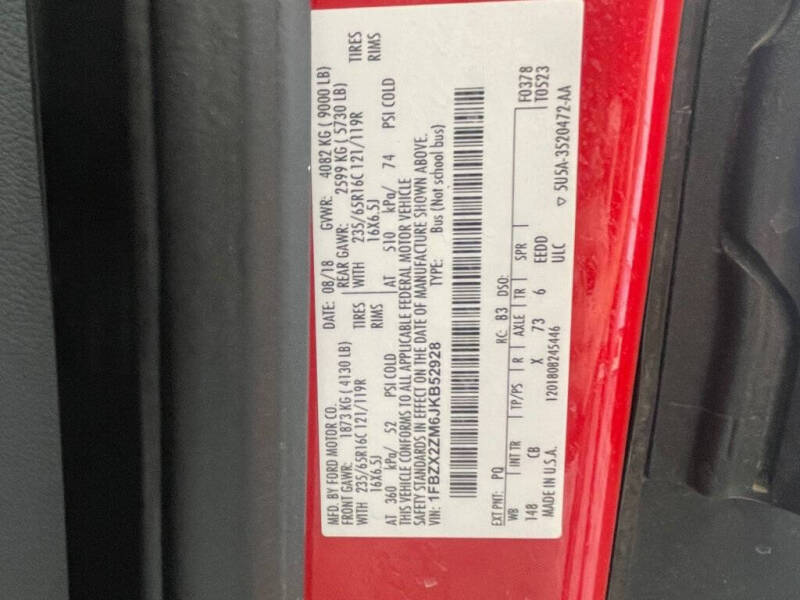 MFD. BY FORD MOTOR CO. DATE: 08/18 GVWR: 4082 KG ( 9000 LB)
FRONT GAWR: 1873 KG ( 4130 LB) REAR GAWR: 2599 KG ( 5730 LB)
WITH 235/65R16C 121/119R TIRES WITH 235/65R16C 121/119R TIRES
16X6.5J RIMS 16X6.5J RIMS
AT 360 kPa/ 52 PSI COLD AT 510 kPa/ 74 PSI COLD
THIS VEHICLE CONFORMS TO ALL APPLICABLE FEDERAL MOTOR VEHICLE
SAFETY STANDARDS IN EFFECT ON THE DATE OF MANUFACTURE SHOWN ABOVE.
VIN: 1FBZX2ZM6JKB52928 TYPE: Bus (Not school bus)
EXT PNT: PQ RC: 83 DSO:
WB INT TR TP/PS R AXLE TR SPR F0378
148 CB X 73 6 EEDD T0523
MADE IN U.S.A. 1201808245446 ULC ▽ 5U5A-3520472-AA